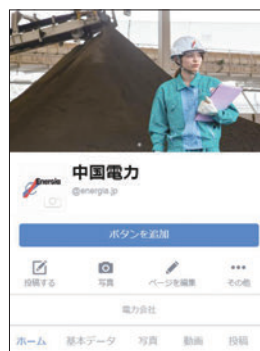 Energia
中国電力
@energia.jp
ボタンを追加
投稿する 写真 ページを編集 その他
電力会社
ホーム 基本データ 写真 動画 投稿